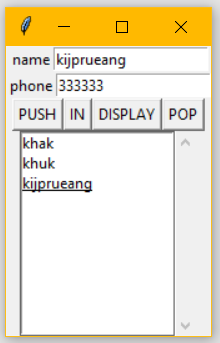 name kijprueang
phone 333333
PUSH IN DISPLAY POP
khak
khuk
kijprueang